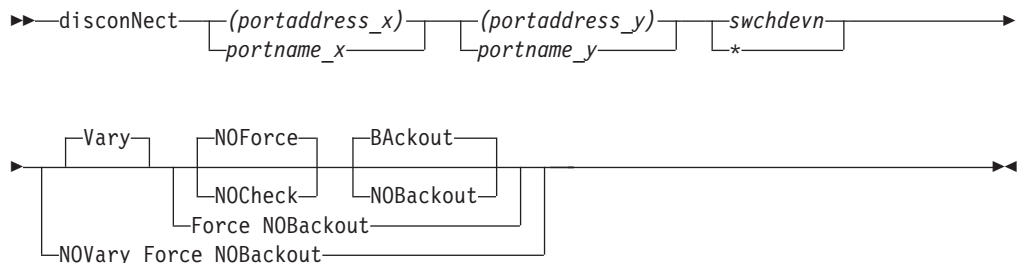 disconNect (portaddress_x) (portaddress_y) swchdevn
portname_x portname_y *
Vary NOForce BAckout
NOCheck NOBackout
Force NOBackout
NOVary Force NOBackout